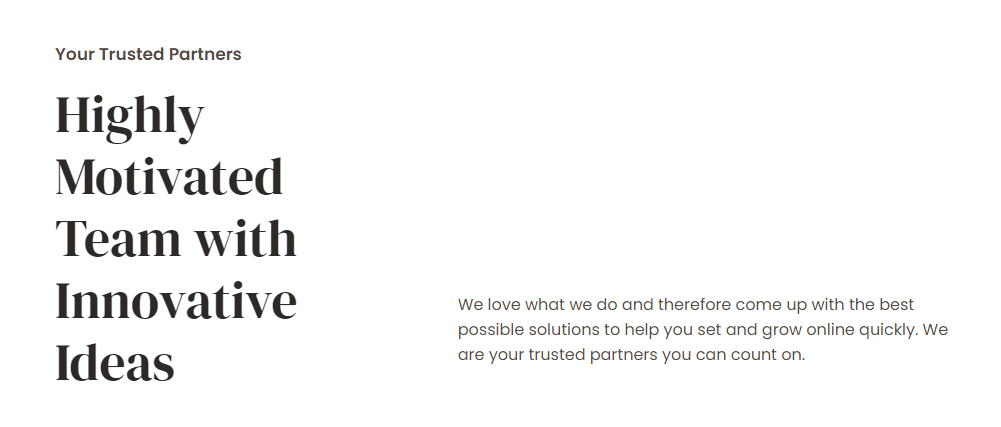 Your Trusted Partners
Highly
Motivated
Team with
Innovative
Ideas
We love what we do and therefore come up with the best
possible solutions to help you set and grow online quickly. We
are your trusted partners you can count on.